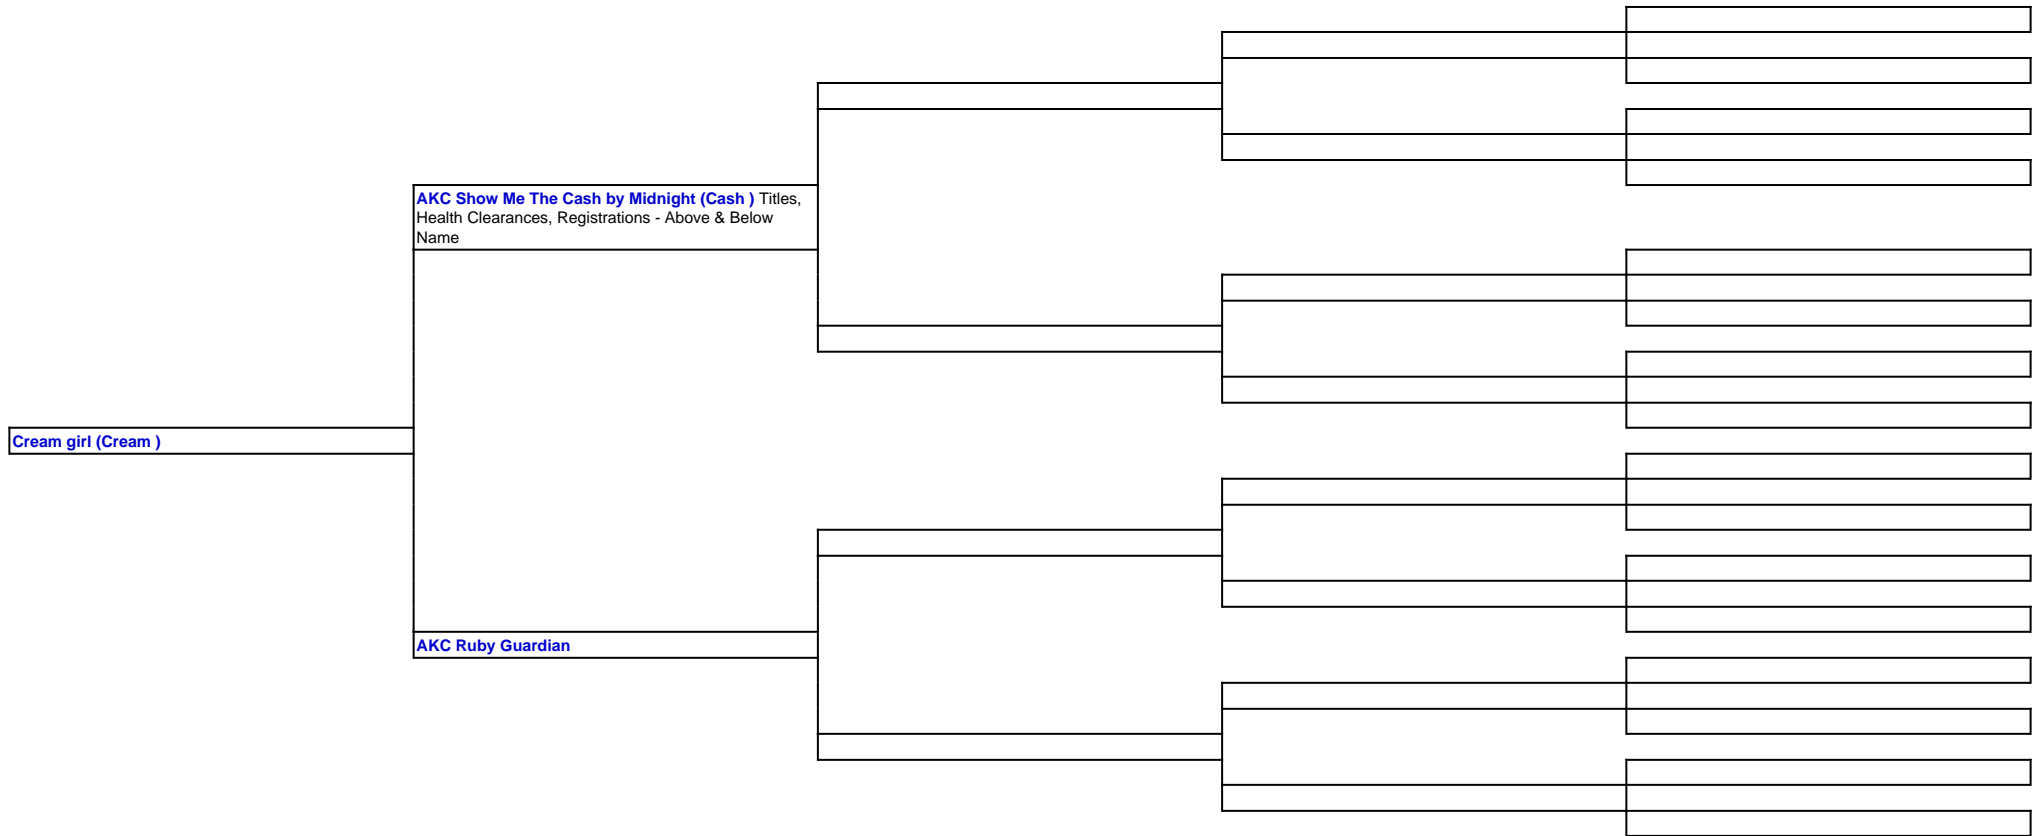 AKC Show Me The Cash by Midnight (Cash ) Titles,
Health Clearances, Registrations - Above & Below
Name
Cream girl (Cream )
AKC Ruby Guardian